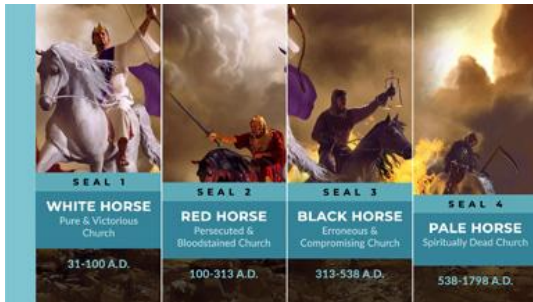 SEAL 1
WHITE HORSE
Pure & Victorious
Church
31-100 A.D.
SEAL 2
RED HORSE
Persecuted &
Bloodstained Church
100-313 A.D.
SEAL 3
BLACK HORSE
Erroneous &
Compromising Church
313-538 A.D.
SEAL 4
PALE HORSE
Spiritually Dead Church
538-1798 A.D.